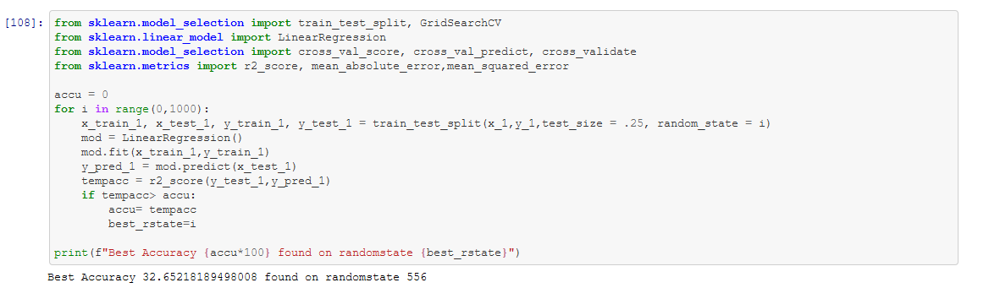 [108]: from sklearn.model_selection import train_test_split, GridSearchCV
from sklearn.linear_model import LinearRegression
from sklearn.model_selection import cross_val_score, cross_val_predict, cross_validate
from sklearn.metrics import r2_score, mean_absolute_error,mean_squared_error

accu = 0
for i in range(0,1000):
    x_train_1, x_test_1, y_train_1, y_test_1 = train_test_split(x_1,y_1,test_size = .25, random_state = i)
    mod = LinearRegression()
    mod.fit(x_train_1,y_train_1)
    y_pred_1 = mod.predict(x_test_1)
    tempacc = r2_score(y_test_1,y_pred_1)
    if tempacc> accu:
        accu= tempacc
        best_rstate=i

print(f"Best Accuracy {accu*100} found on randomstate {best_rstate}")
Best Accuracy 32.65218189498008 found on randomstate 556